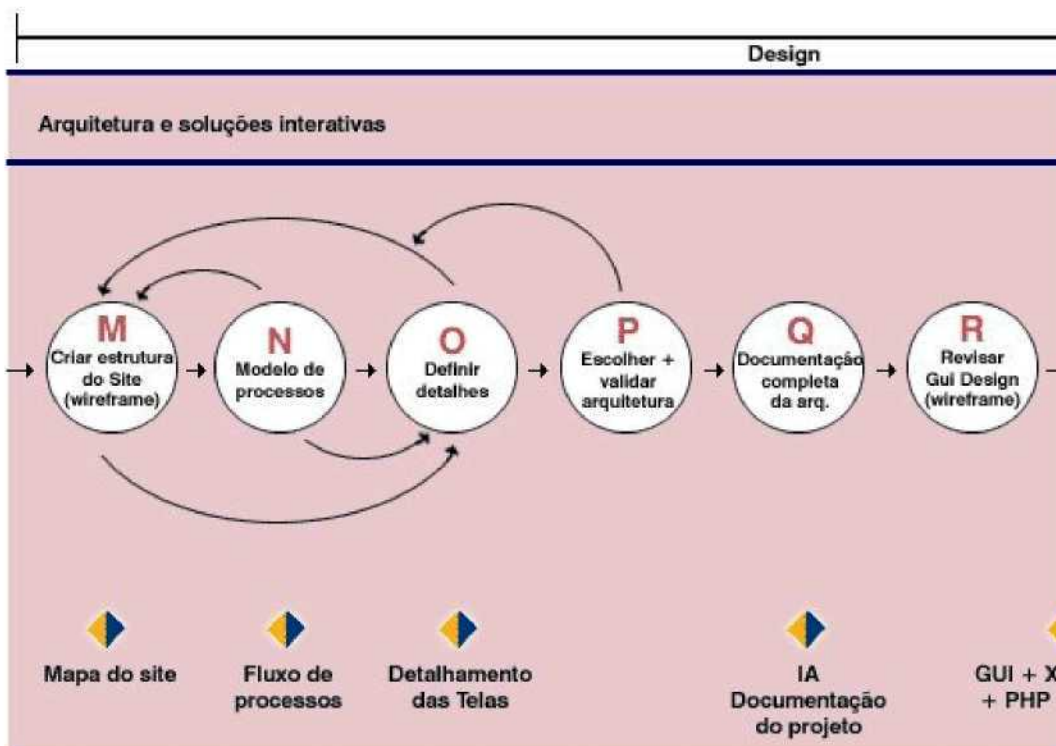 Design
Arquitetura e soluções interativas
M
Criar estrutura
do Site
(wireframe)
N
Modelo de
processos
O
Definir
detalhes
P
Escolher +
validar
arquitetura
Q
Documentação
completa
da arq.
R
Revisar
Gui Design
(wireframe)
Mapa do site
Fluxo de
processos
Detalhamento
das Telas
IA
Documentação
do projeto
GUI + X
+ PHP